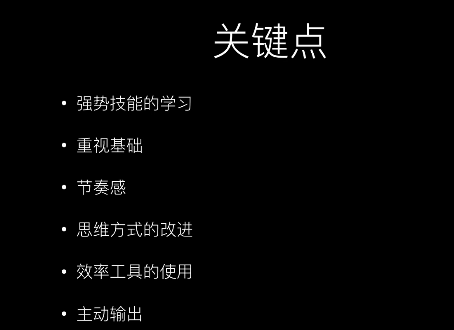 关键点
• 强势技能的学习
• 重视基础
• 节奏感
• 思维方式的改进
• 效率工具的使用
• 主动输出